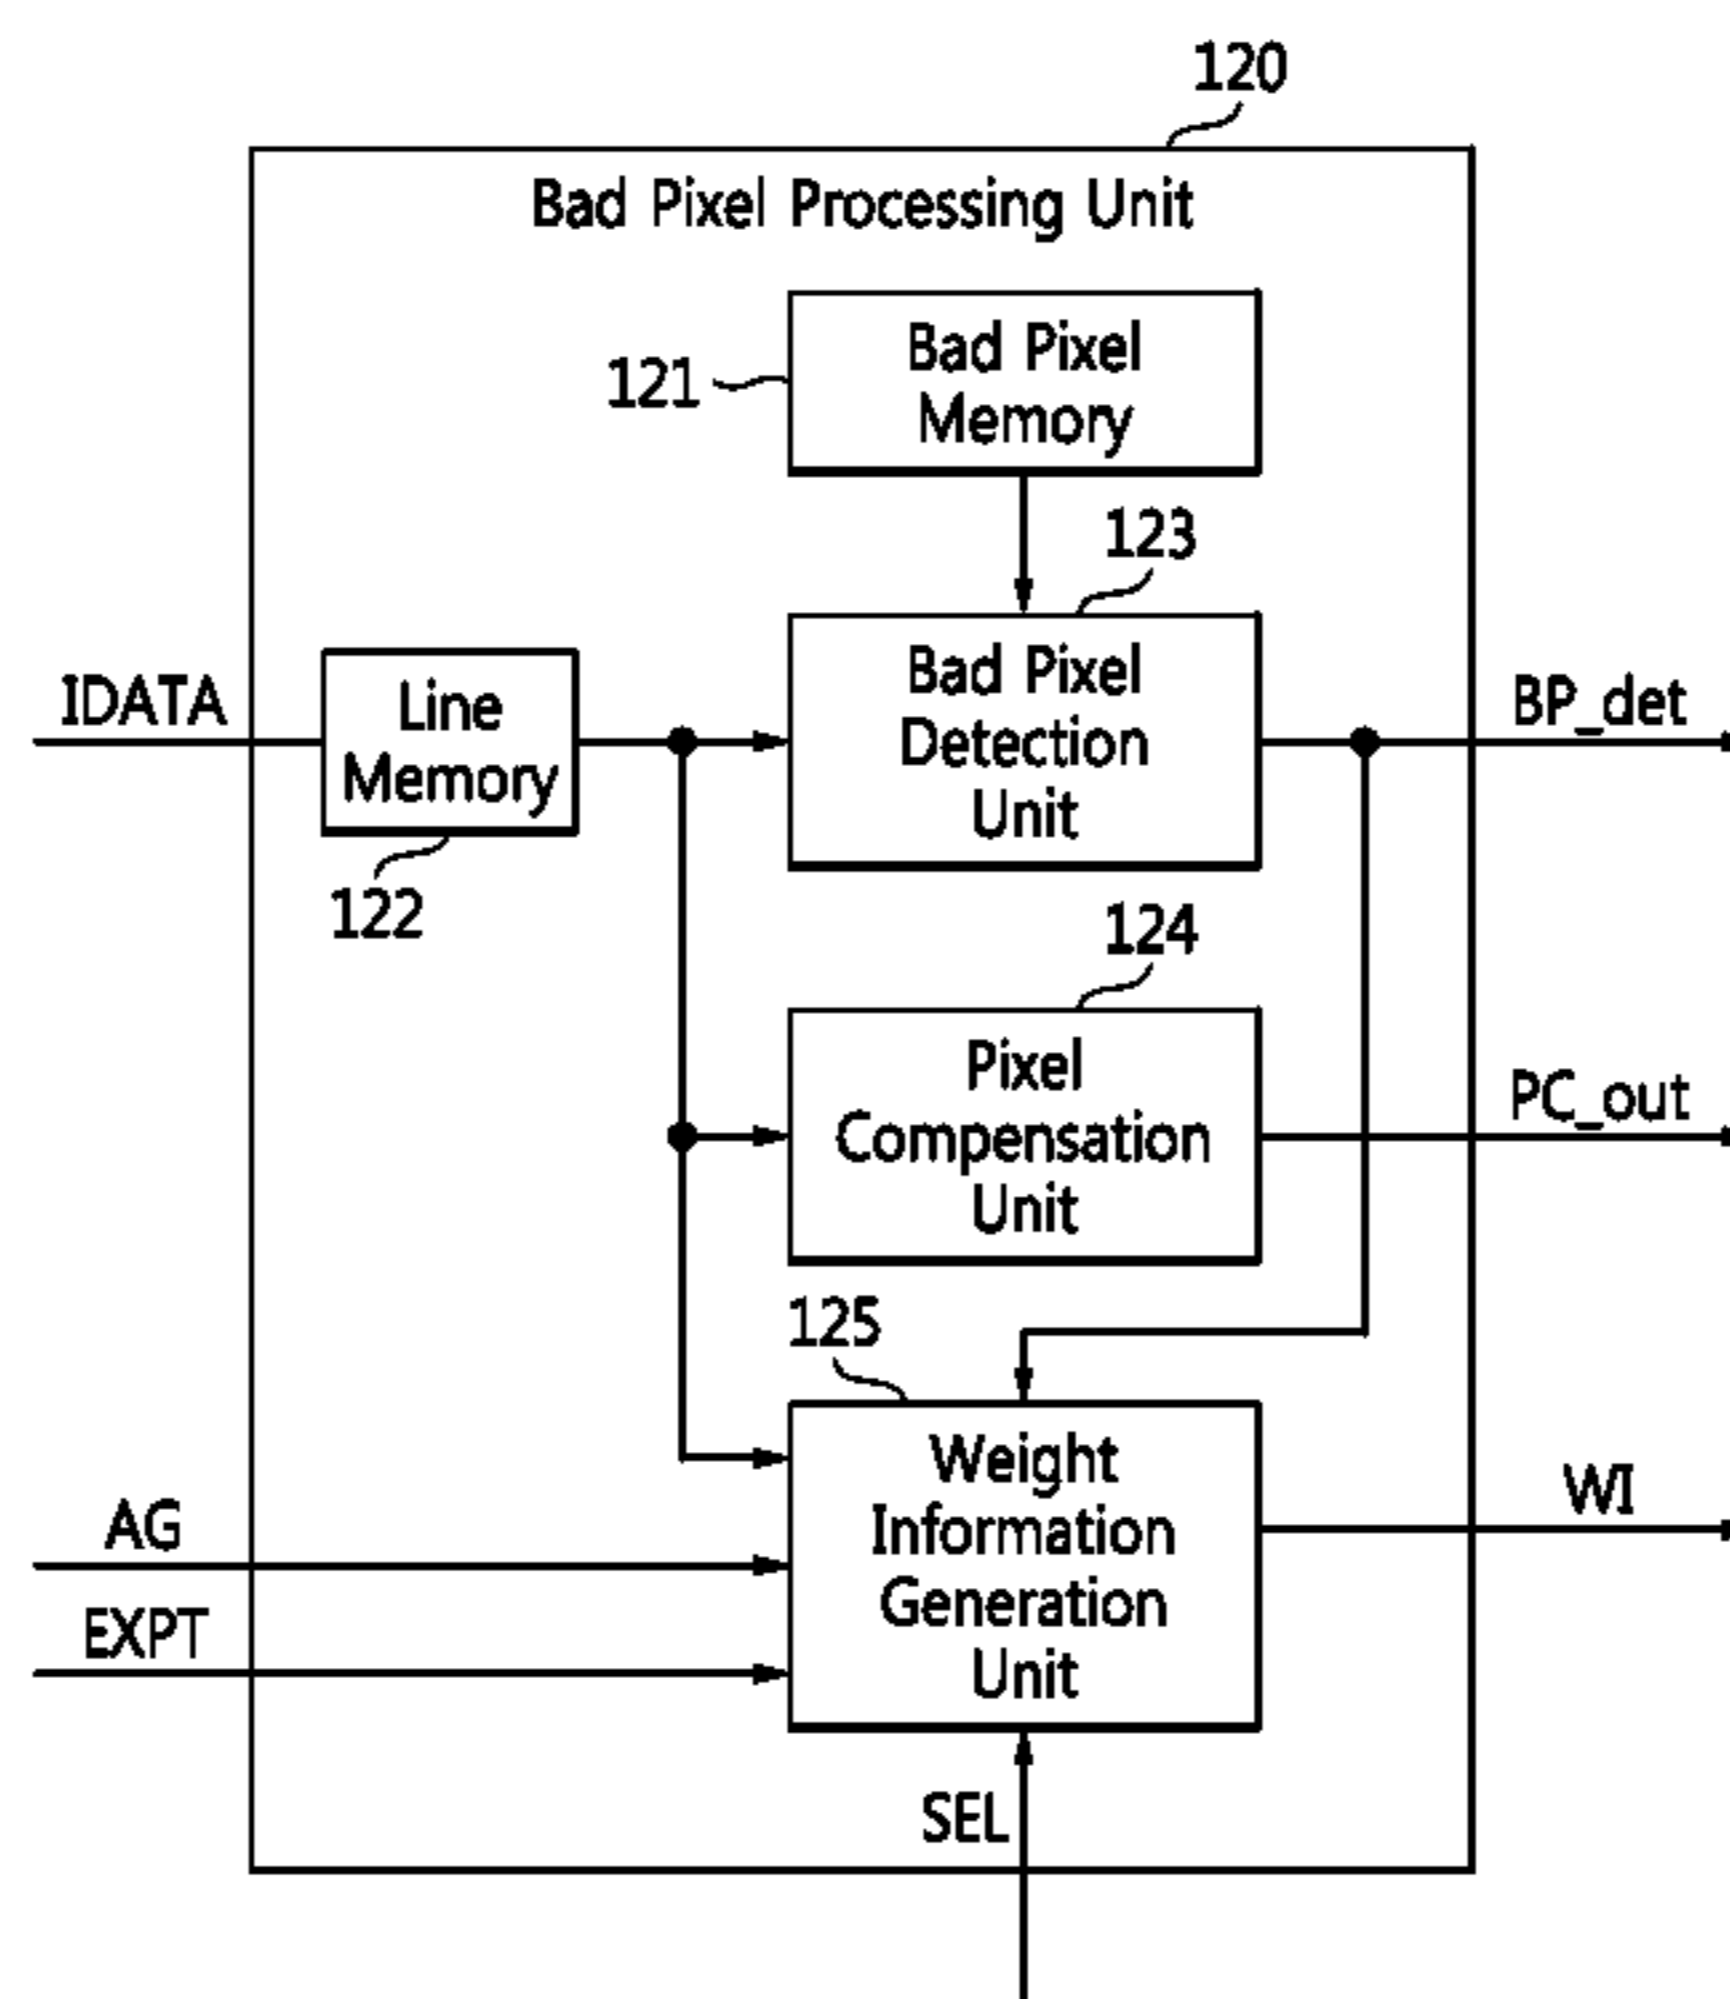 120
Bad Pixel Processing Unit
121
Bad Pixel
Memory
123
IDATA
Line
Memory
122
Bad Pixel
Detection
Unit
BP_det
124
Pixel
Compensation
Unit
PC_out
125
Weight
Information
Generation
Unit
WI
AG
EXPT
SEL